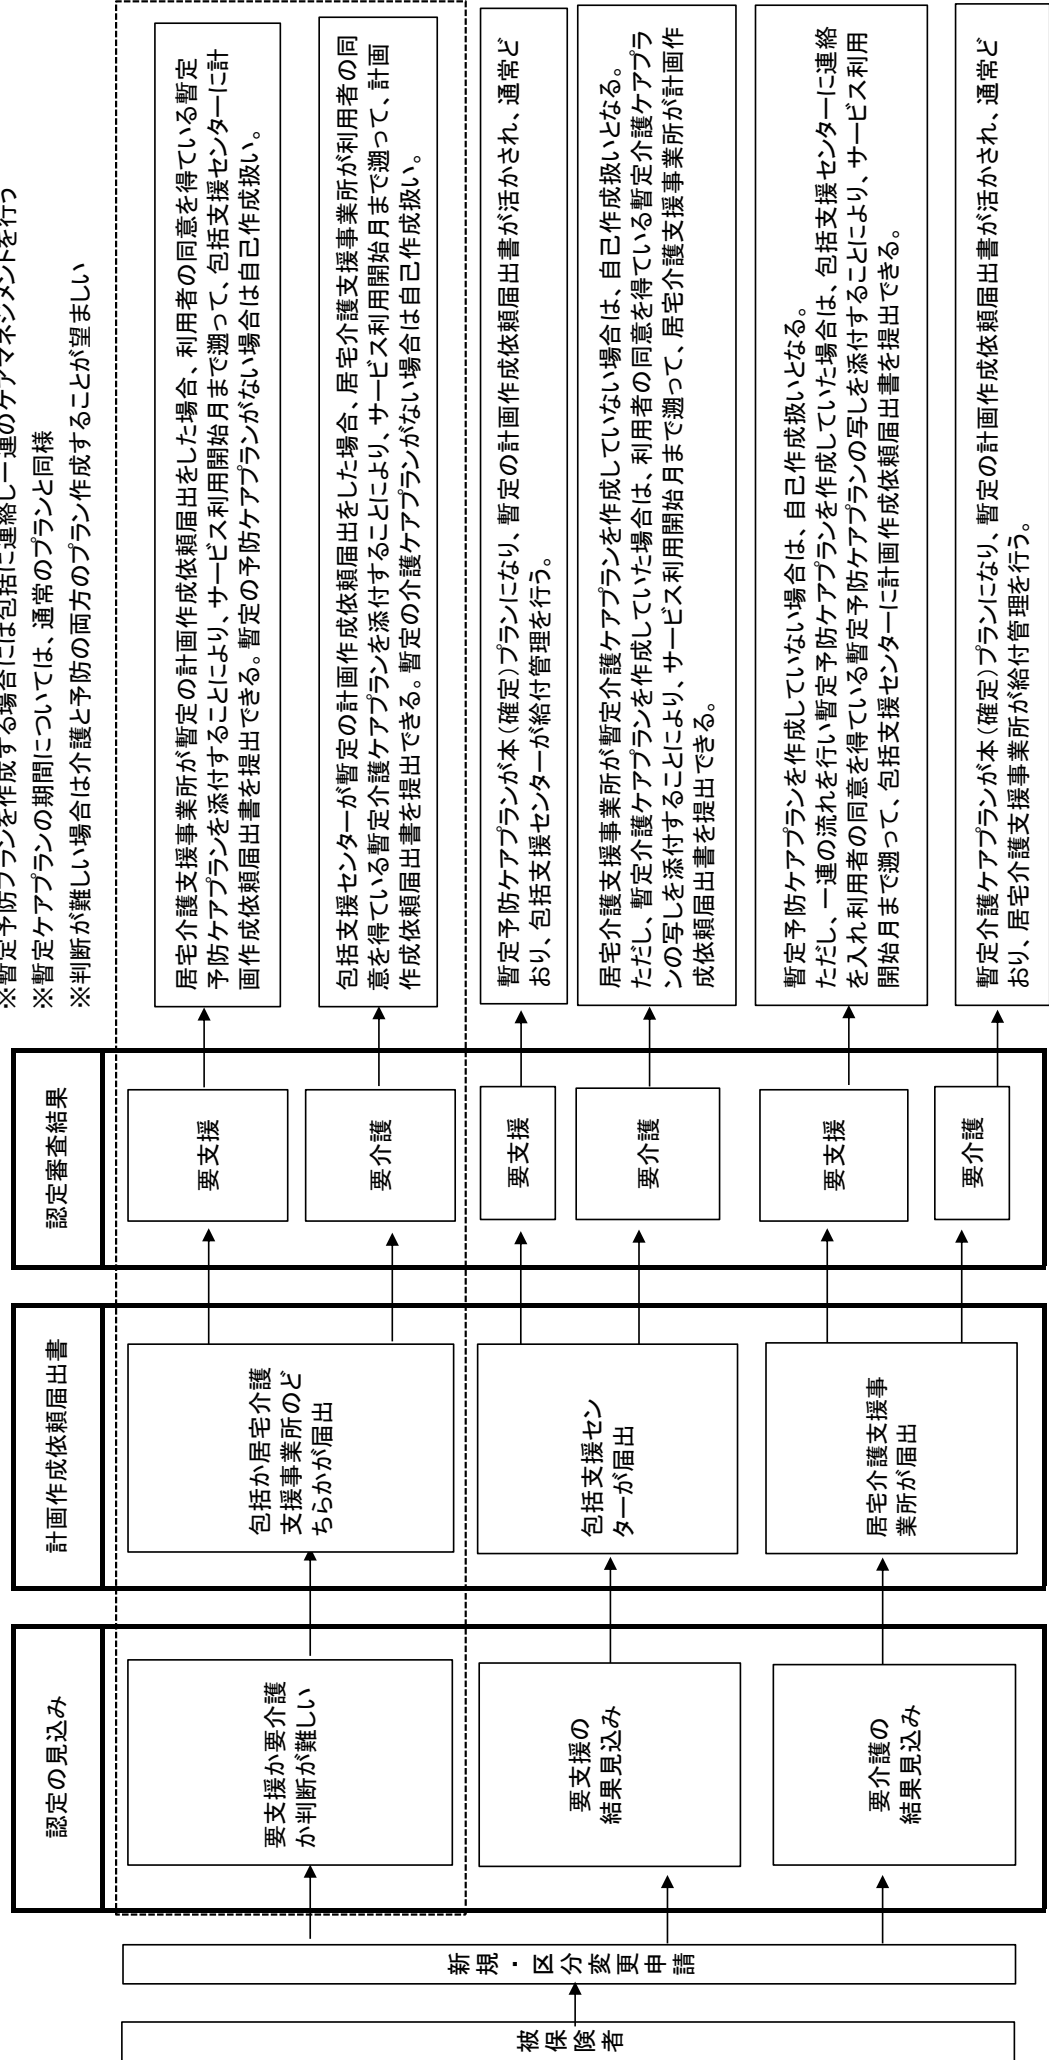 ※暫定予防プランを作成する場合には包括に連絡し一連のケアマネジメントを行う
※暫定ケアプランの期間については、通常のプランと同様
※判断が難しい場合は介護と予防の両方のプラン作成することが望ましい
被保険者
新規・区分変更申請
認定の見込み
計画作成依頼届出書
認定審査結果
要支援か要介護
か判断が難しい
包括か居宅介護
支援事業所のど
ちらかが届出
要支援
居宅介護支援事業所が暫定の計画作成依頼届出をした場合、利用者の同意を得ている暫定
予防ケアプランを添付することにより、サービス利用開始月まで遡って、包括支援センターに計
画作成依頼届出書を提出できる。暫定の予防ケアプランがない場合は自己作成扱い。
要介護
包括支援センターが暫定の計画作成依頼届出をした場合、居宅介護支援事業所が利用者の同
意を得ている暫定介護ケアプランを添付することにより、サービス利用開始月まで遡って、計画
作成依頼届出書を提出できる。暫定の介護ケアプランがない場合は自己作成扱い。
要支援の
結果見込み
包括支援セン
ターが届出
要支援
暫定予防ケアプランが本（確定）プランになり、暫定の計画作成依頼届出書が活かされ、通常ど
おり、包括支援センターが給付管理を行う。
要介護
居宅介護支援事業所が暫定介護ケアプランを作成していない場合は、自己作成扱いとなる。
ただし、暫定介護ケアプランを作成していた場合は、利用者の同意を得ている暫定介護ケアプラ
ンの写しを添付することにより、サービス利用開始月まで遡って、居宅介護支援事業所が計画作
成依頼届出書を提出できる。
要介護の
結果見込み
居宅介護支援事
業所が届出
要支援
暫定予防ケアプランを作成していない場合は、自己作成扱いとなる。
ただし、一連の流れを行い暫定予防ケアプランを作成していた場合は、包括支援センターに連絡
を入れ利用者の同意を得ている暫定予防ケアプランの写しを添付することにより、サービス利用
開始月まで遡って、包括支援センターに計画作成依頼届出書を提出できる。
要介護
暫定介護ケアプランが本（確定）プランになり、暫定の計画作成依頼届出書が活かされ、通常ど
おり、居宅介護支援事業所が給付管理を行う。